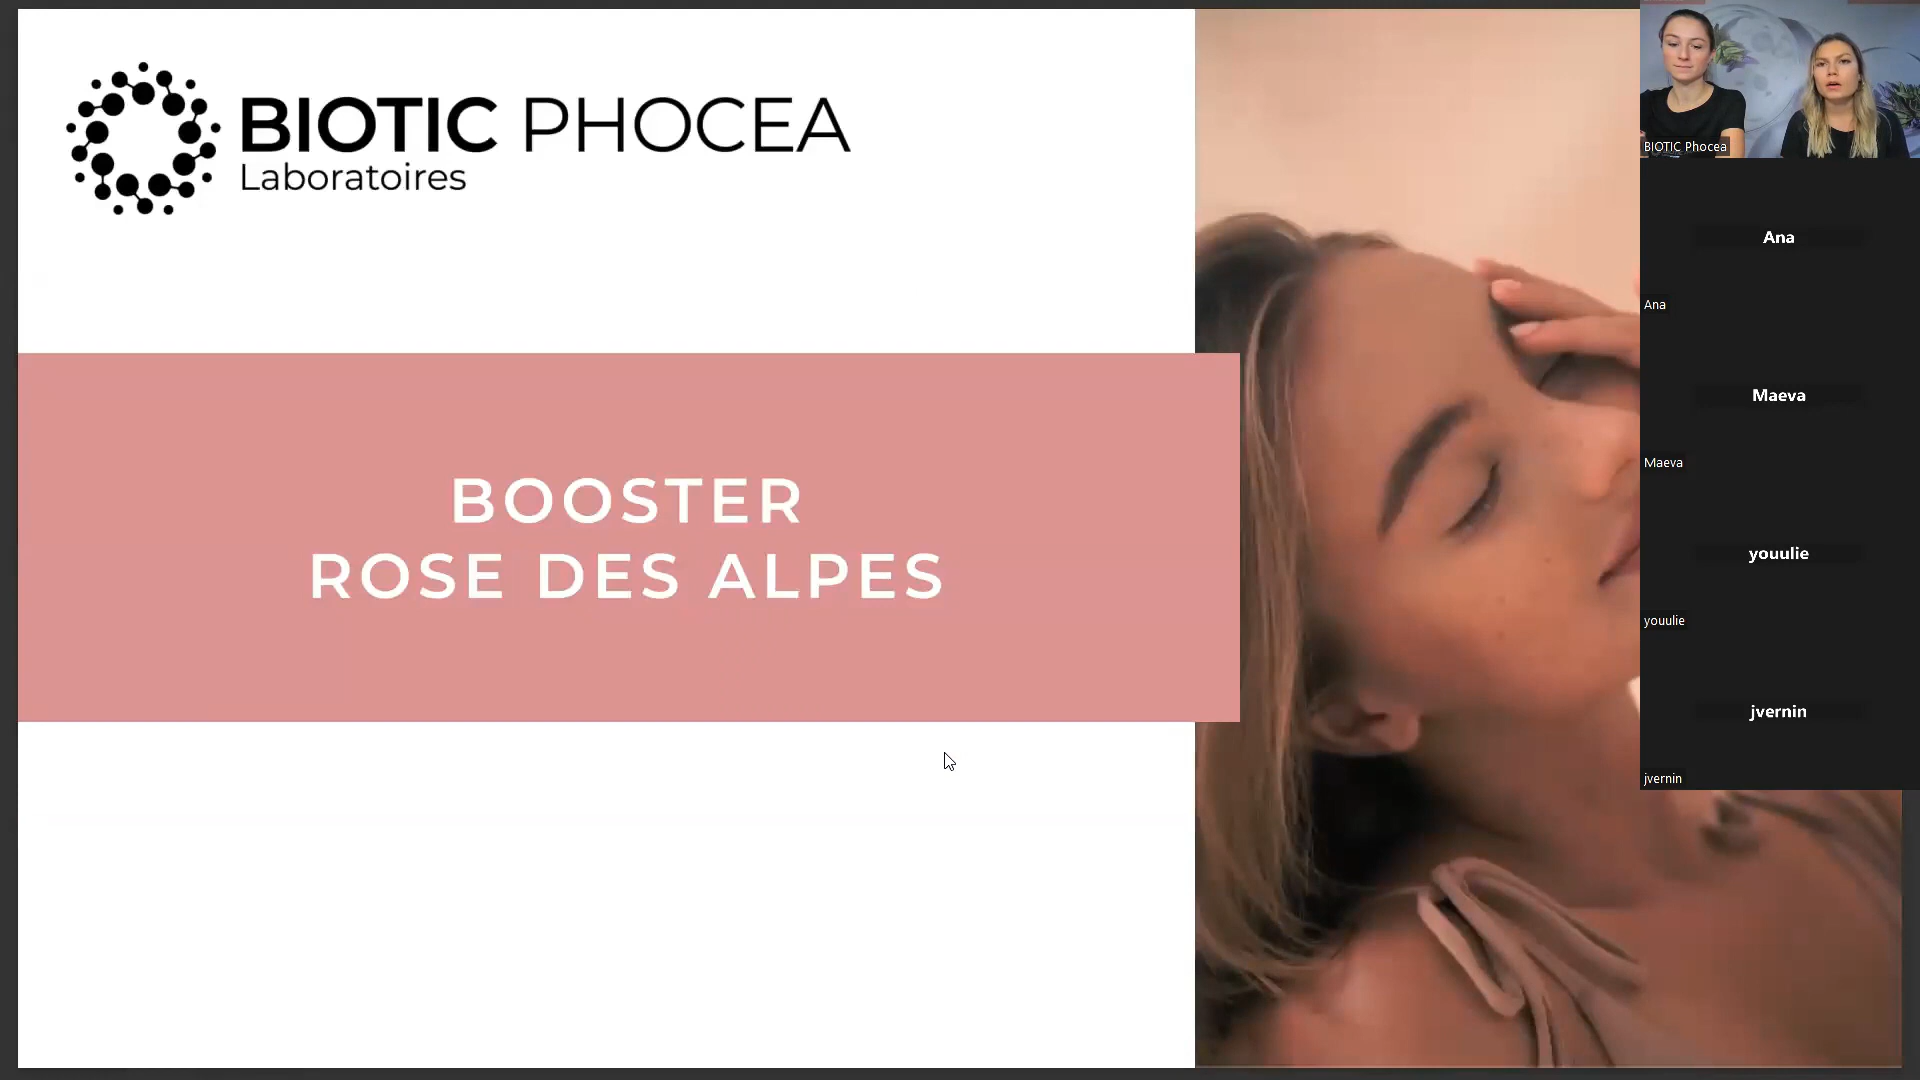 BIOTIC PHOCEA
Laboratoires
BOOSTER
ROSE DES ALPES
BIOTIC Phocea
Ana
Ana
Maeva
Maeva
youulie
youulie
jvernin
jvernin